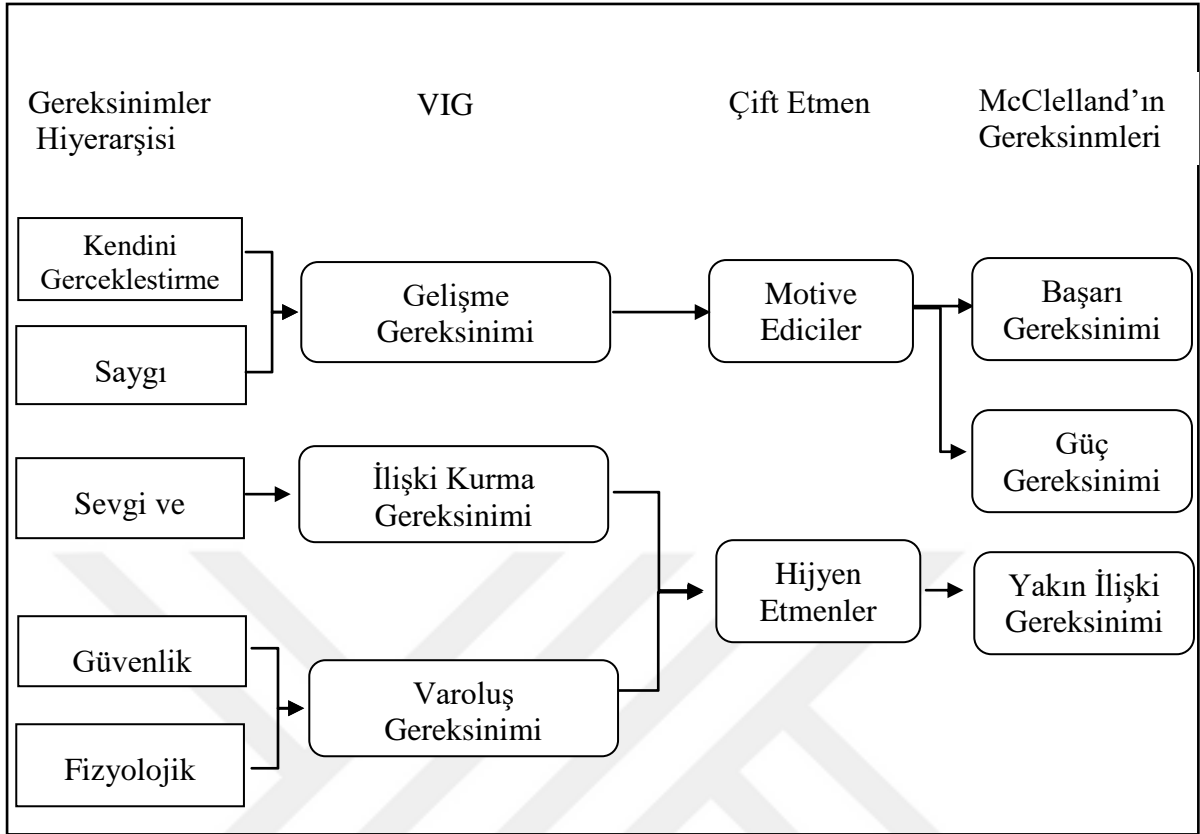 Gereksinimler
Hiyerarşisi
VIG
Çift Etmen
McClelland’ın
Gereksinmleri
Kendini
Gerceklestirme
Saygı
Sevgi ve
Güvenlik
Fizyolojik
Gelişme
Gereksinimi
İlişki Kurma
Gereksinimi
Varoluş
Gereksinimi
Motive
Ediciler
Hijyen
Etmenler
Başarı
Gereksinimi
Güç
Gereksinimi
Yakın İlişki
Gereksinimi